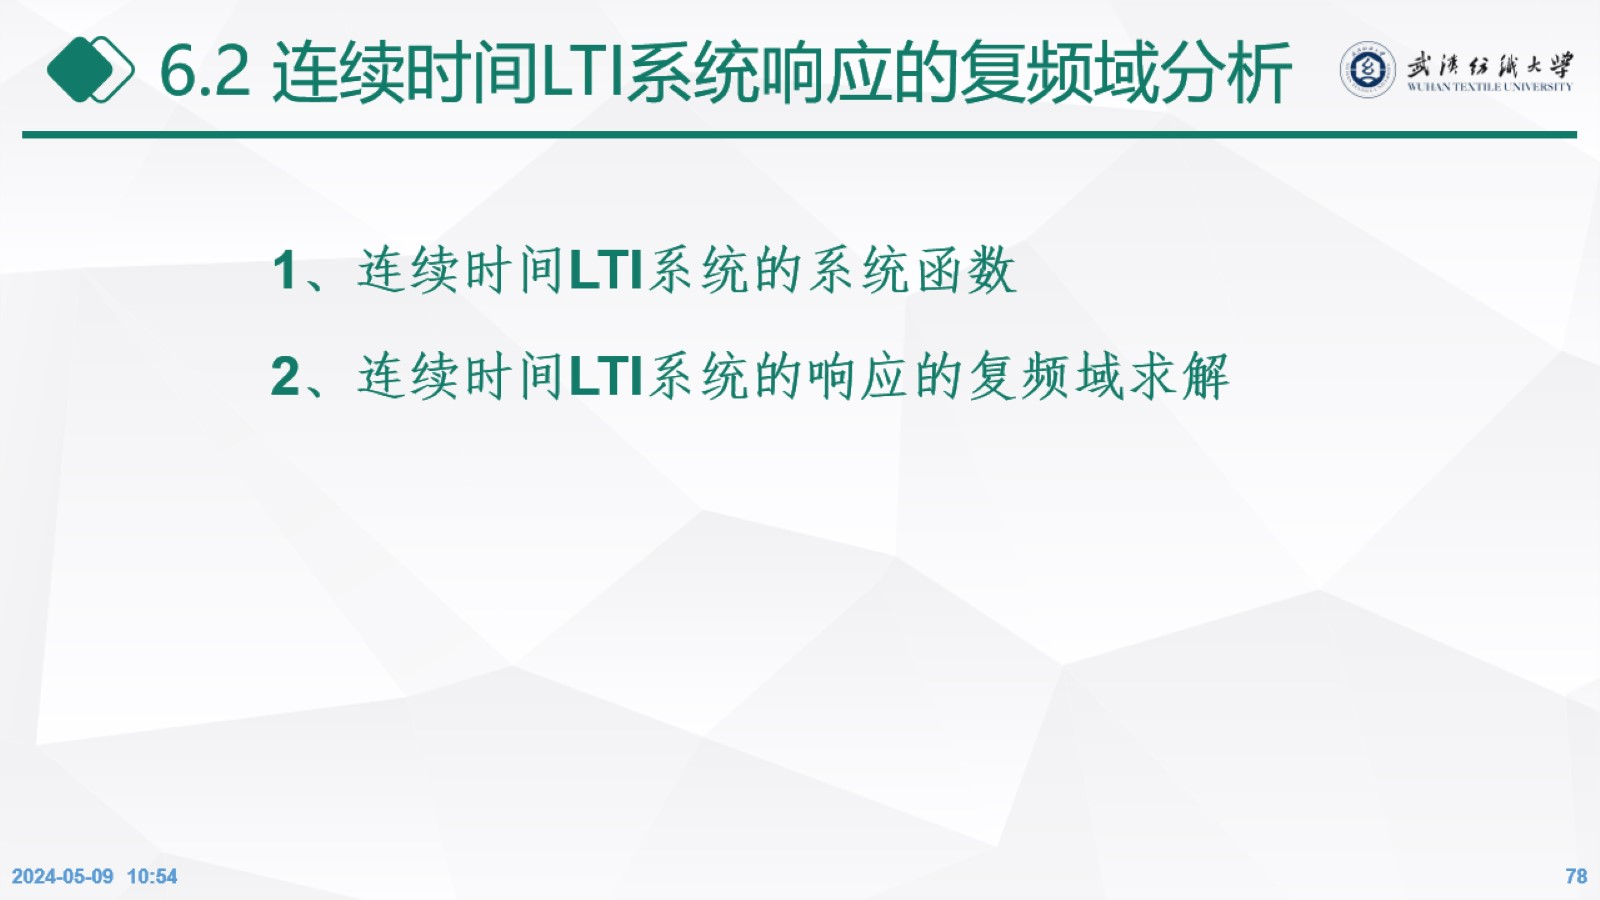 6.2 连续时间LTI系统响应的复频域分析
武汉纺织大学
WUHAN TEXTILE UNIVERSITY
1、连续时间LTI系统的系统函数
2、连续时间LTI系统的响应的复频域求解
2024-05-09 10:54
78